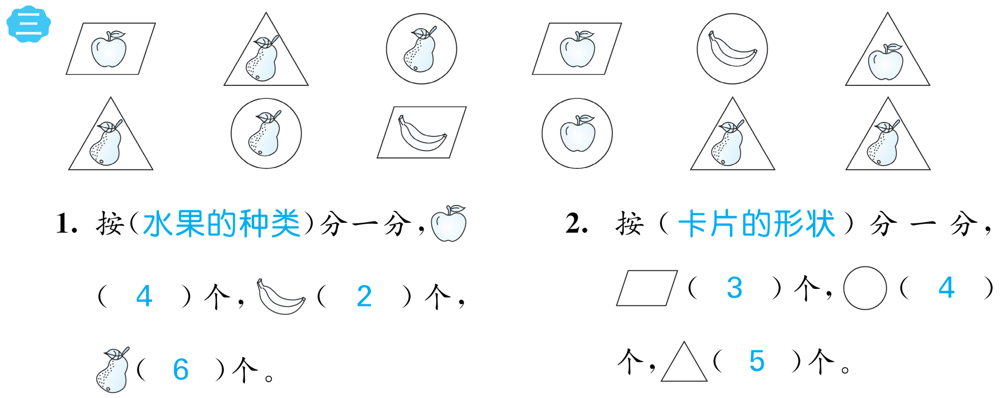 三
1. 按(水果的种类)分一分,
( 4 )个, ( 2 )个,
( 6 )个。
2. 按(卡片的形状)分一分,
( 3 )个, ( 4 )
个, ( 5 )个。